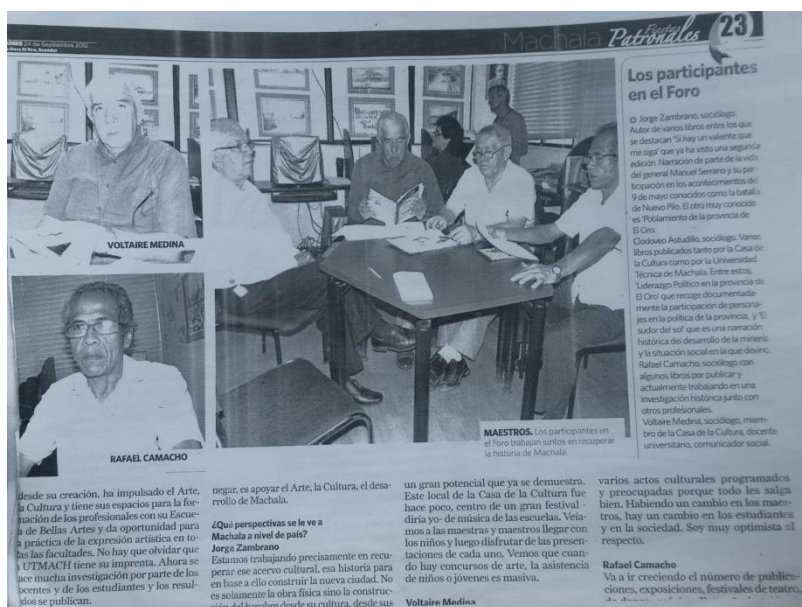 LUNES 24 de Septiembre 2012
La Hora El Oro, Ecuador
Machala Fiestas Patronales 23
VOLTAIRE MEDINA
RAFAEL CAMACHO
MAESTROS. Los participantes en
el Foro trabajan juntos en recuperar
la historia de Machala.
Los participantes
en el Foro
Jorge Zambrano, sociólogo.
Autor de varios libros entre los que
se destacan 'Si hay un valiente que
me siga' que ya ha visto una segunda
edición. Narración de parte de la vida
del general Manuel Serrano y su par-
ticipación en los acontecimientos del
9 de mayo conocidos como la batalla
de Nuevo Pilo. El otro muy conocido
es 'Poblamiento de la provincia de
El Oro.
Clodoveo Astudillo, sociólogo. Varios
libros publicados tanto por la Casa de
la Cultura como por la Universidad
Técnica de Machala. Entre estos,
'Liderazgo Político en la provincia de
El Oro' que recoge documentada-
mente la participación de persona-
jes en la política de la provincia, y 'El
sudor del sol' que es una narración
histórica del desarrollo de la minería
y la situación social en la que devino.
Rafael Camacho, sociólogo con
algunos libros por publicar y
actualmente trabajando en una
investigación histórica junto con
otros profesionales.
Voltaire Medina, sociólogo, miem-
bro de la Casa de la Cultura, docente
universitario, comunicador social.
desde su creación, ha impulsado el Arte,
la Cultura y tiene sus espacios para la for-
mación de los profesionales con su Escue-
la de Bellas Artes y da oportunidad para
la práctica de la expresión artística en to-
das las facultades. No hay que olvidar que
la UTMACH tiene su imprenta. Ahora se
hace mucha investigación por parte de los
docentes y de los estudiantes y los resul-
tados se publican.
negar, es apoyar el Arte, la Cultura, el desa-
rrollo de Machala.
¿Qué perspectivas se le ve a
Machala a nivel de país?
Jorge Zambrano
Estamos trabajando precisamente en recu-
perar ese acervo cultural, esa historia para
en base a ello construir la nueva ciudad. No
es solamente la obra física sino la construc-
ción del hombre desde su cultura, desde sus
un gran potencial que ya se demuestra.
Este local de la Casa de la Cultura fue
hace poco, centro de un gran festival -
diría yo- de música de las escuelas. Veía-
mos a las maestras y maestros llegar con
los niños y luego disfrutar de las presen-
taciones de cada uno. Vemos que cuan-
do hay concursos de arte, la asistencia
de niños o jóvenes es masiva.
Voltaire Medina
varios actos culturales programados
y preocupadas porque todo les salga
bien. Habiendo un cambio en los maes-
tros, hay un cambio en los estudiantes
y en la sociedad. Soy muy optimista al
respecto.
Rafael Camacho
Va a ir creciendo el número de publica-
ciones, exposiciones, festivales de teatro,